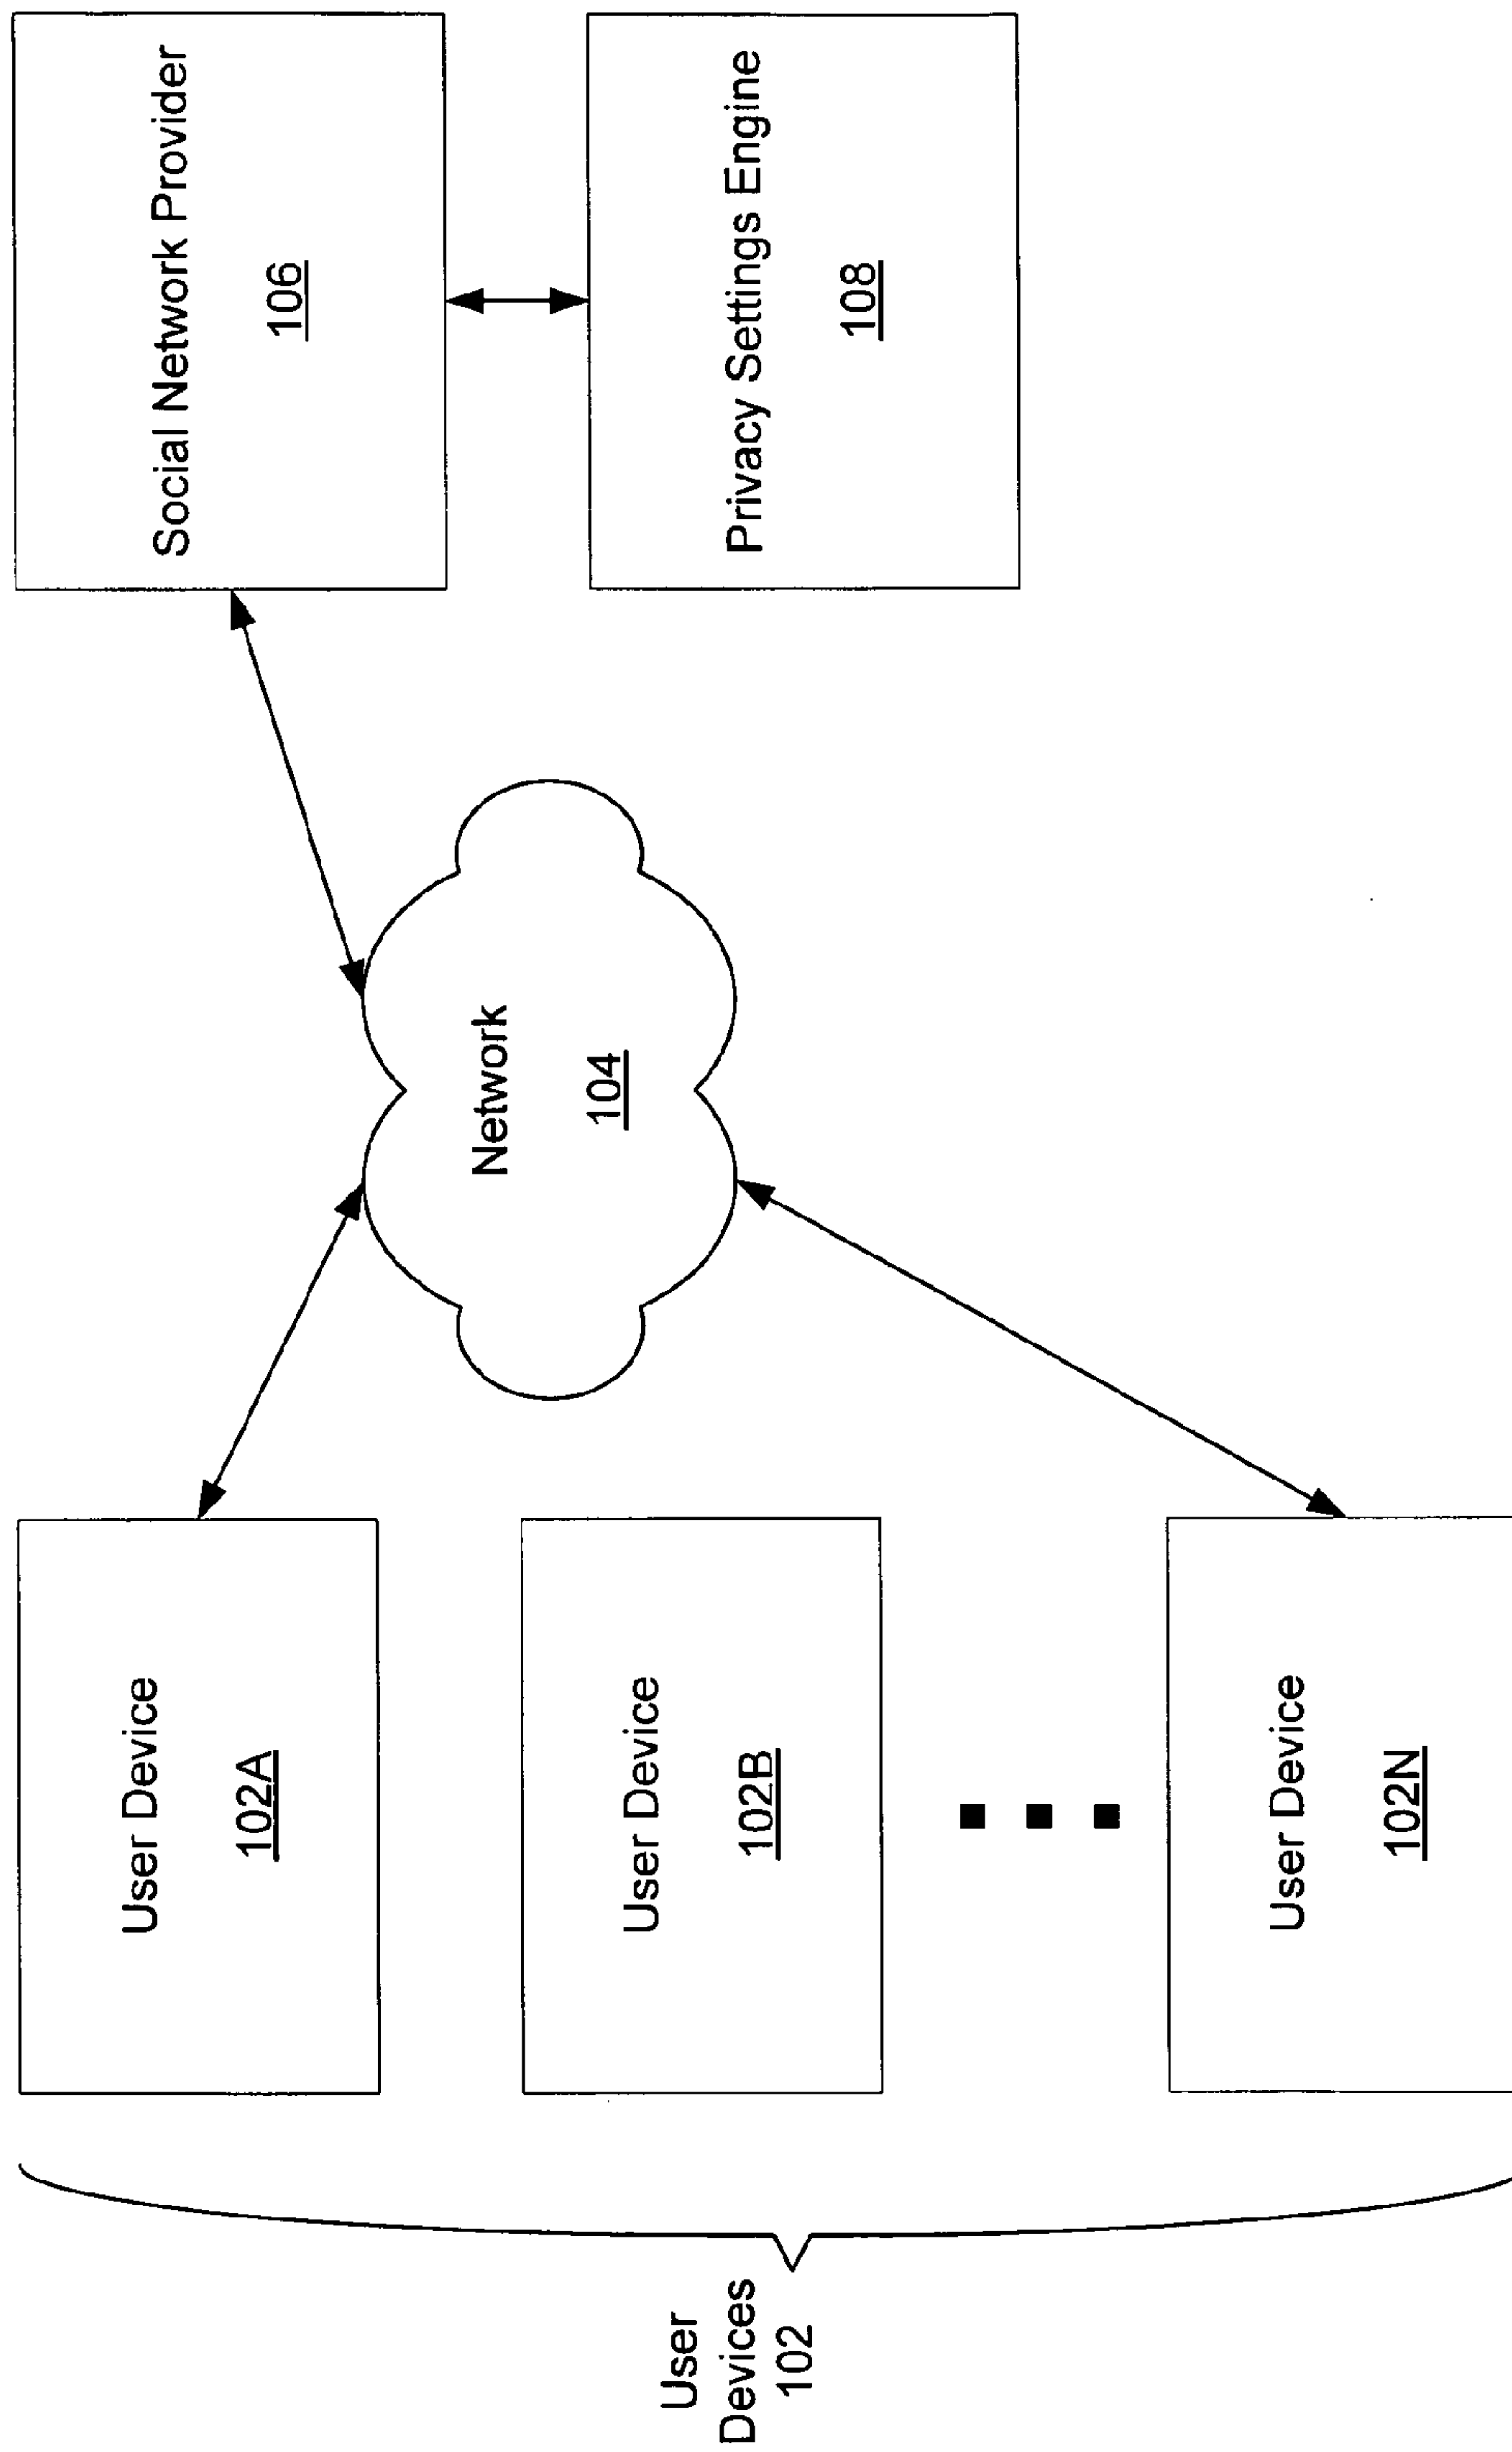 User
Devices
102
User Device
102A
User Device
102B
User Device
102N
Network
104
Social Network Provider
106
Privacy Settings Engine
108